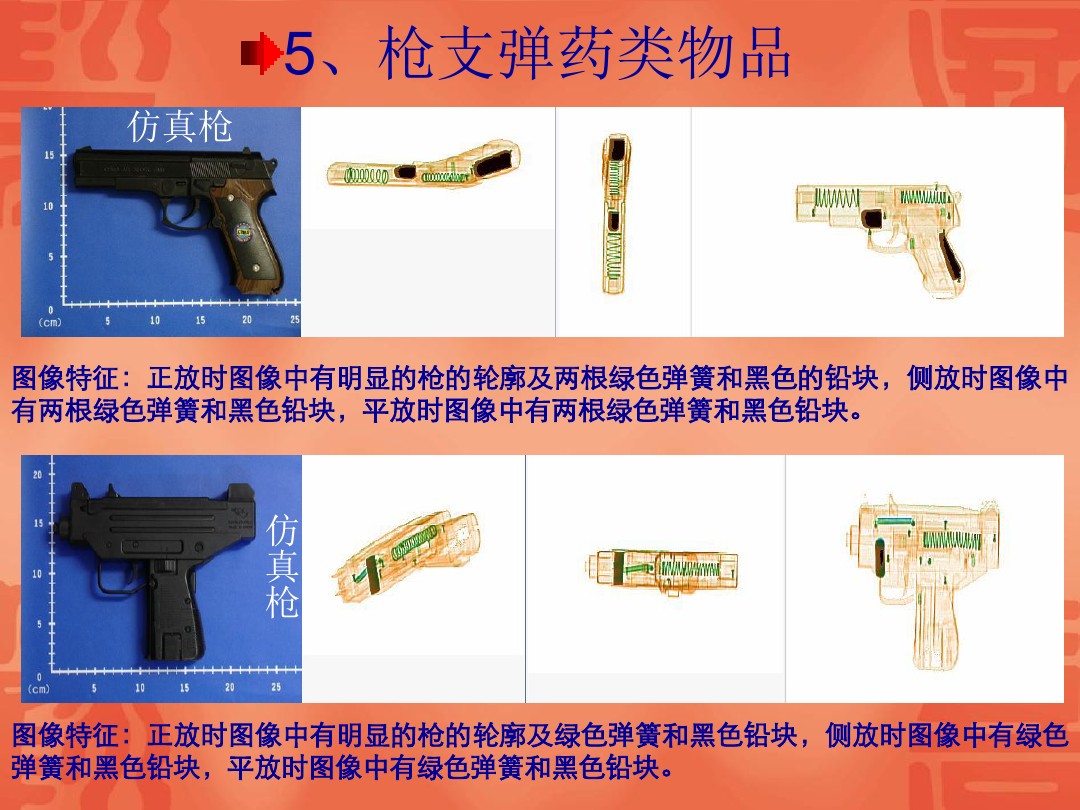 5、枪支弹药类物品
仿真枪
20
15
10
5
0
(cm)
5 10 15 20 25
图像特征：正放时图像中有明显的枪的轮廓及两根绿色弹簧和黑色的铅块，侧放时图像中
有两根绿色弹簧和黑色铅块，平放时图像中有两根绿色弹簧和黑色铅块。
仿真枪
20
15
10
5
0
(cm)
5 10 15 20 25
图像特征：正放时图像中有明显的枪的轮廓及绿色弹簧和黑色铅块，侧放时图像中有绿色
弹簧和黑色铅块，平放时图像中有绿色弹簧和黑色铅块。